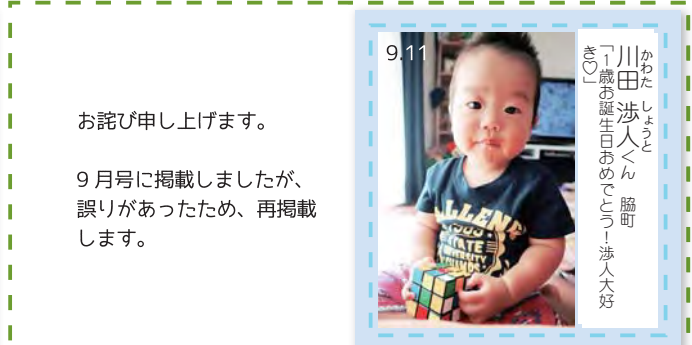 お詫び申し上げます。
9月号に掲載しましたが、
誤りがあったため、再掲載
します。
9.11
かわた しょうと
川田 渉人くん 脇町
「1歳お誕生日おめでとう！渉人大好
き♡」